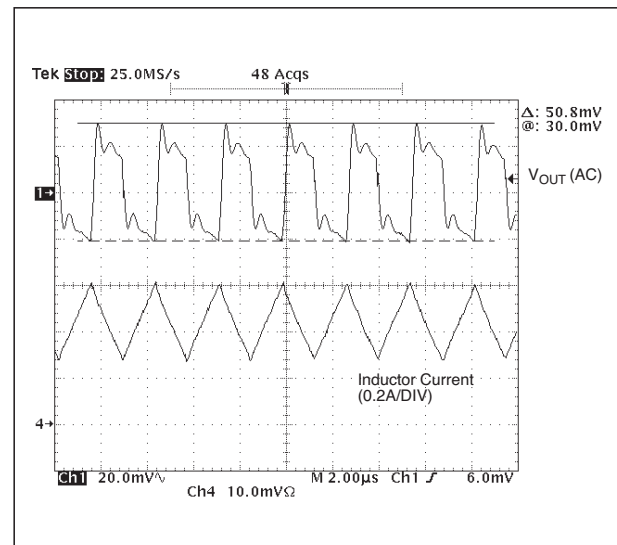 Tek Stop: 25.0MS/s 48 Acqs
Δ: 50.8mV
@: 30.0mV
1→
VOUT (AC)
Inductor Current
(0.2A/DIV)
4→
Ch1 20.0mV∿ M 2.00µs Ch1 ƒ 6.0mV
Ch4 10.0mVΩ